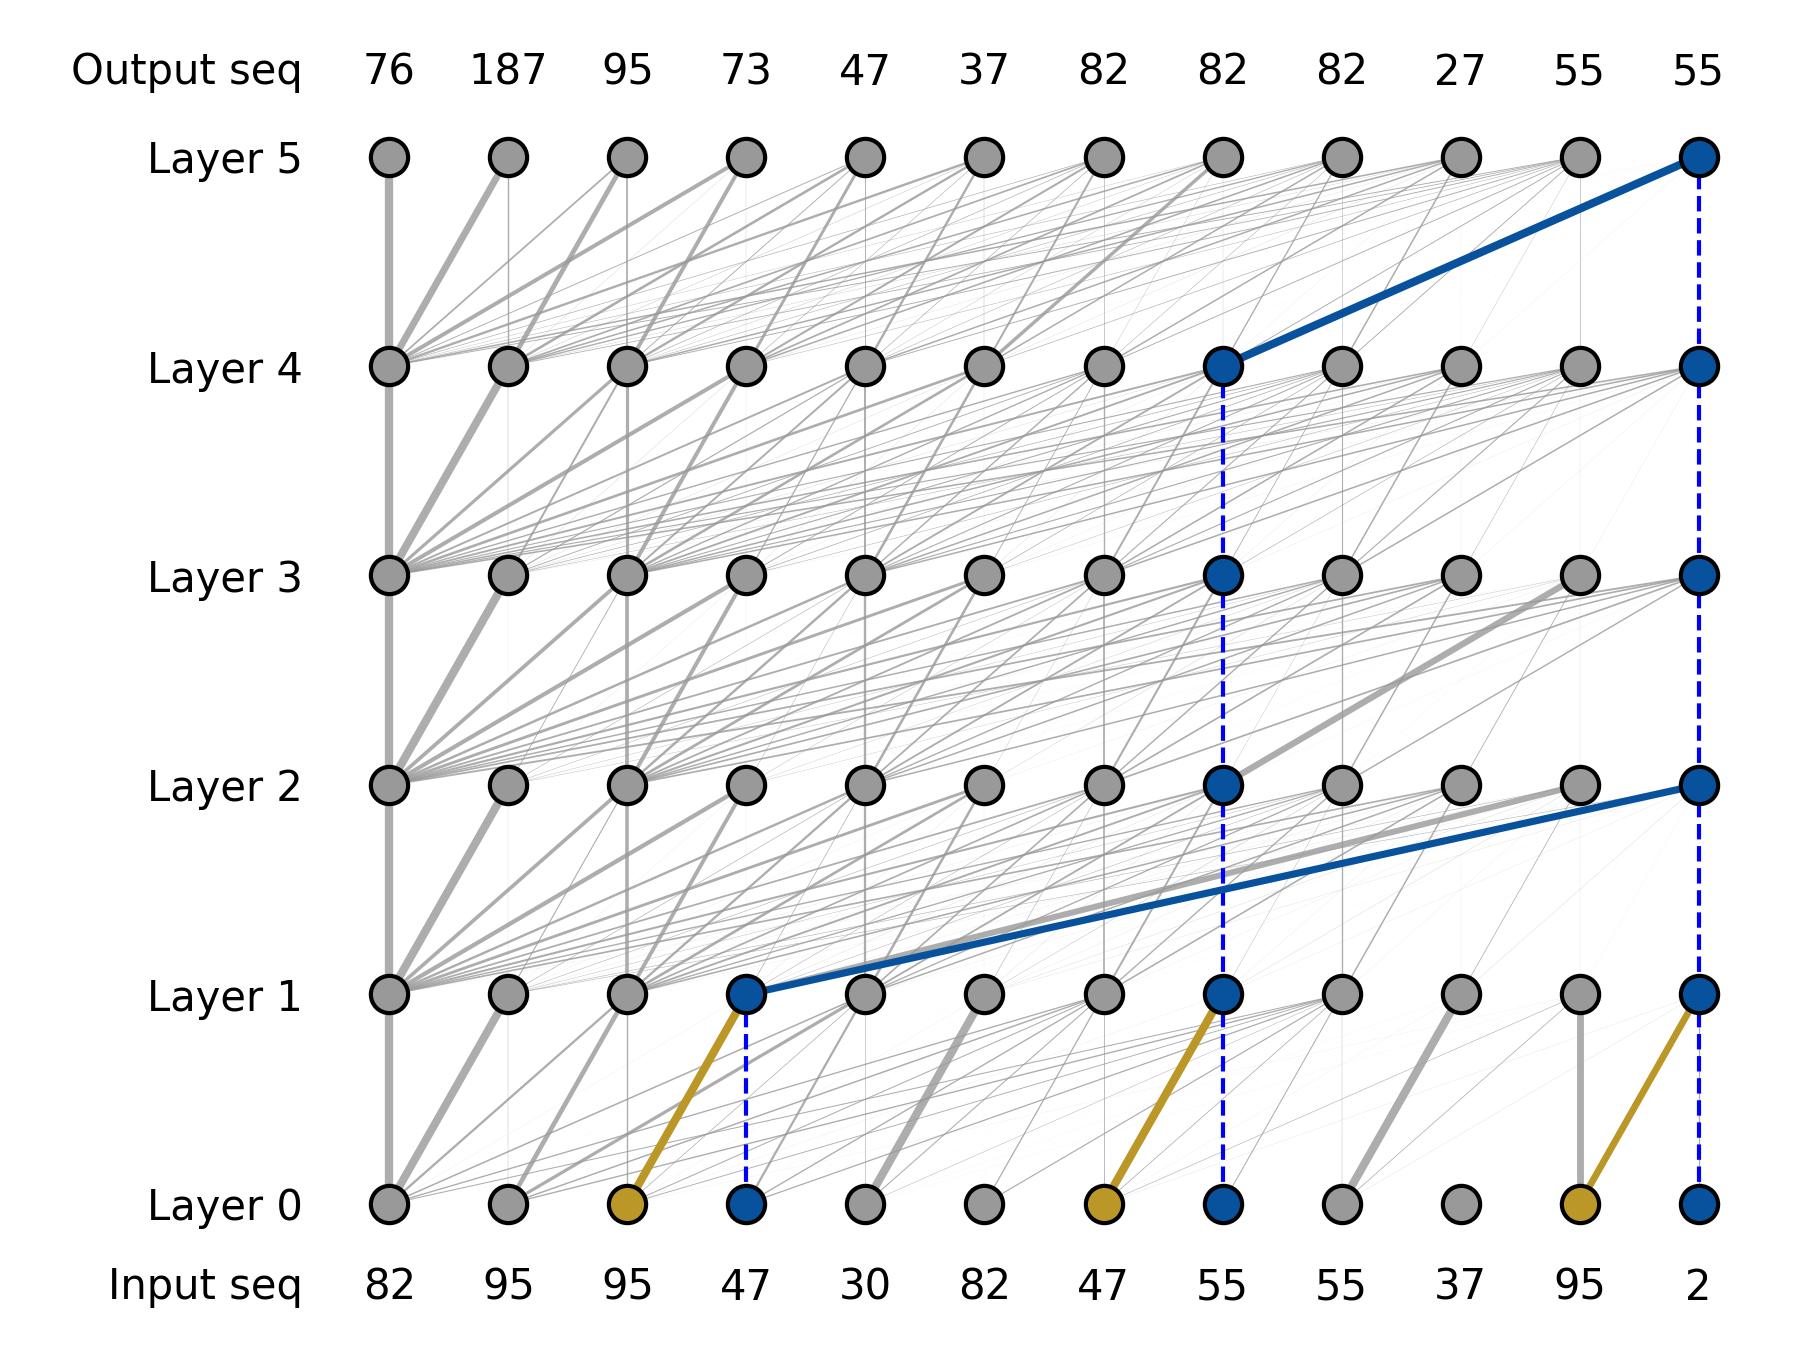 Output seq 76 187 95 73 47 37 82 82 82 27 55 55
Layer 5
Layer 4
Layer 3
Layer 2
Layer 1
Layer 0
Input seq 82 95 95 47 30 82 47 55 55 37 95 2